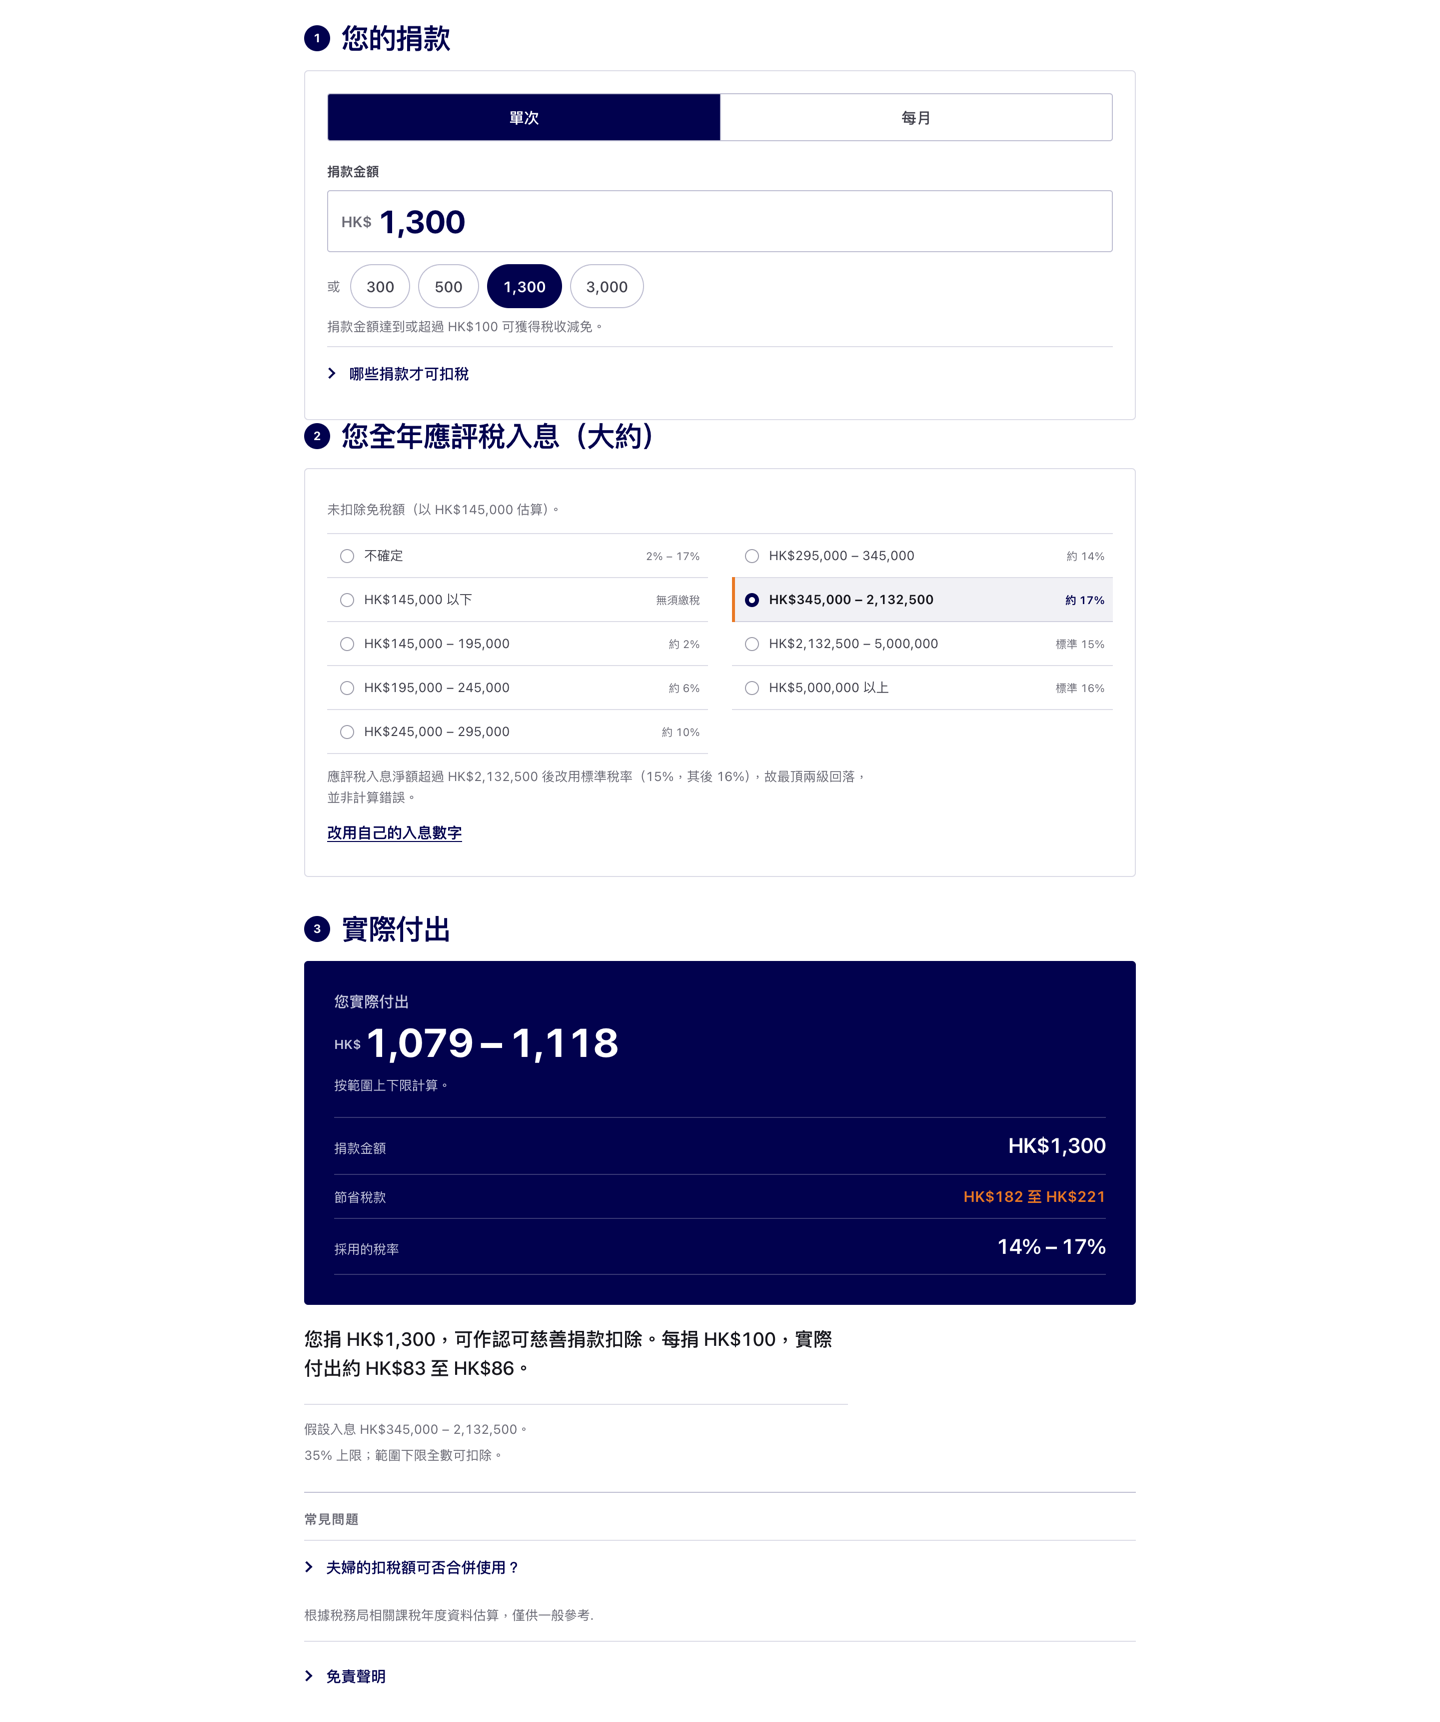 1 您的捐款
單次
每月
捐款金額
HK$ 1,300
或 300 500 1,300 3,000
捐款金額達到或超過 HK$100 可獲得稅收減免。
哪些捐款才可扣稅
2 您全年應評稅入息（大約）
未扣除免稅額（以 HK$145,000 估算）。
不確定 2% – 17%
HK$145,000 以下 無須繳稅
HK$145,000 – 195,000 約 2%
HK$195,000 – 245,000 約 6%
HK$245,000 – 295,000 約 10%
HK$295,000 – 345,000 約 14%
HK$345,000 – 2,132,500 約 17%
HK$2,132,500 – 5,000,000 標準 15%
HK$5,000,000 以上 標準 16%
應評稅入息淨額超過 HK$2,132,500 後改用標準稅率（15%，其後 16%），故最頂兩級回落，
並非計算錯誤。
改用自己的入息數字
3 實際付出
您實際付出
HK$ 1,079 – 1,118
按範圍上下限計算。
捐款金額 HK$1,300
節省稅款 HK$182 至 HK$221
採用的稅率 14% – 17%
您捐 HK$1,300，可作認可慈善捐款扣除。每捐 HK$100，實際
付出約 HK$83 至 HK$86。
假設入息 HK$345,000 – 2,132,500。
35% 上限；範圍下限全數可扣除。
常見問題
夫婦的扣稅額可否合併使用？
根據稅務局相關課稅年度資料估算，僅供一般參考.
免責聲明